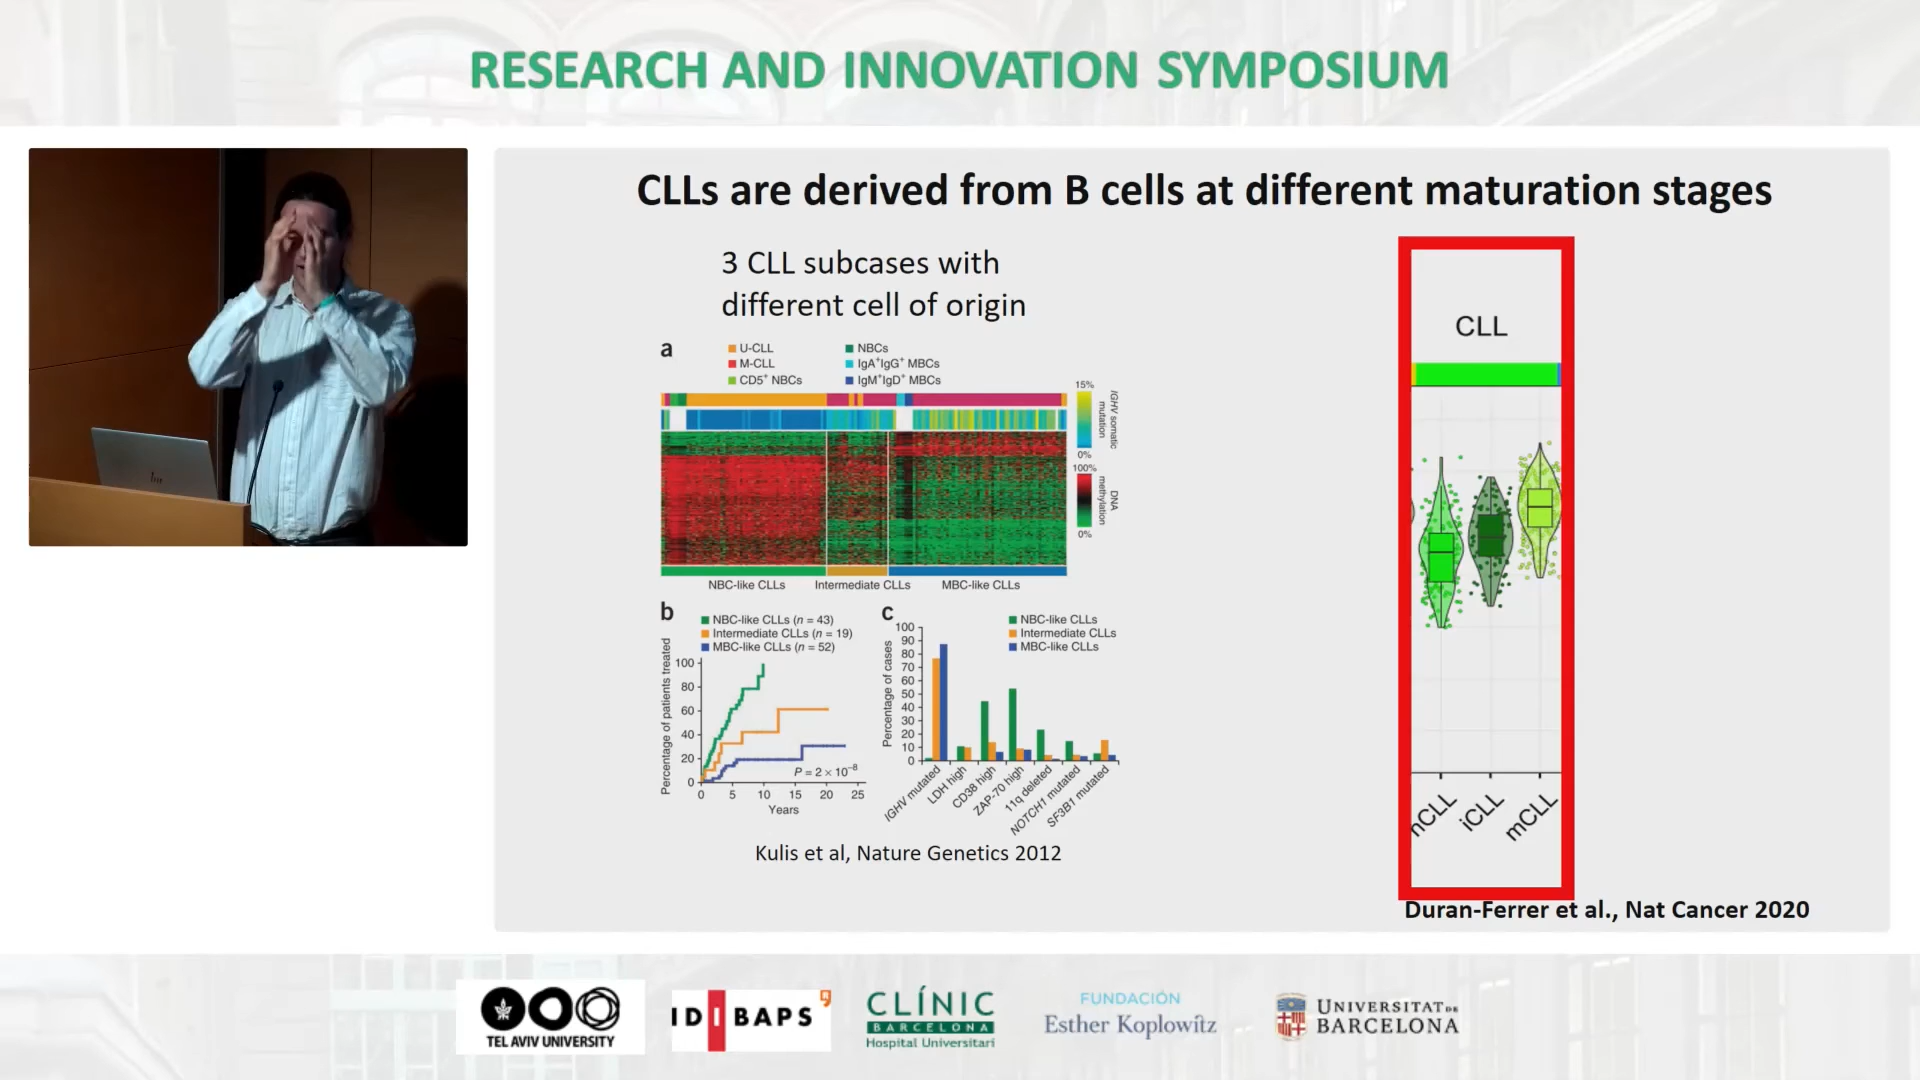 RESEARCH AND INNOVATION SYMPOSIUM
CLLs are derived from B cells at different maturation stages
3 CLL subcases with
different cell of origin
a
U-CLL
M-CLL
CD5+ NBCs
NBCs
IgA+IgG+ MBCs
IgM+IgD+ MBCs
15%
IGHV somatic
mutation
0%
100%
DNA
methylation
0%
NBC-like CLLs
Intermediate CLLs
MBC-like CLLs
b
NBC-like CLLs (n = 43)
Intermediate CLLs (n = 19)
MBC-like CLLs (n = 52)
Percentage of patients treated
100
80
60
40
20
0
P = 2 × 10−8
0 5 10 15 20 25
Years
c
NBC-like CLLs
Intermediate CLLs
MBC-like CLLs
Percentage of cases
100
90
80
70
60
50
40
30
20
10
0
IGHV mutated
LDH high
CD38 high
ZAP-70 high
11q deleted
NOTCH1 mutated
SF3B1 mutated
Kulis et al, Nature Genetics 2012
CLL
nCLL
iCLL
mCLL
Duran-Ferrer et al., Nat Cancer 2020
TEL AVIV UNIVERSITY
IDIBAPS
CLÍNIC
BARCELONA
Hospital Universitari
FUNDACIÓN
Esther Koplowitz
UNIVERSITAT DE
BARCELONA